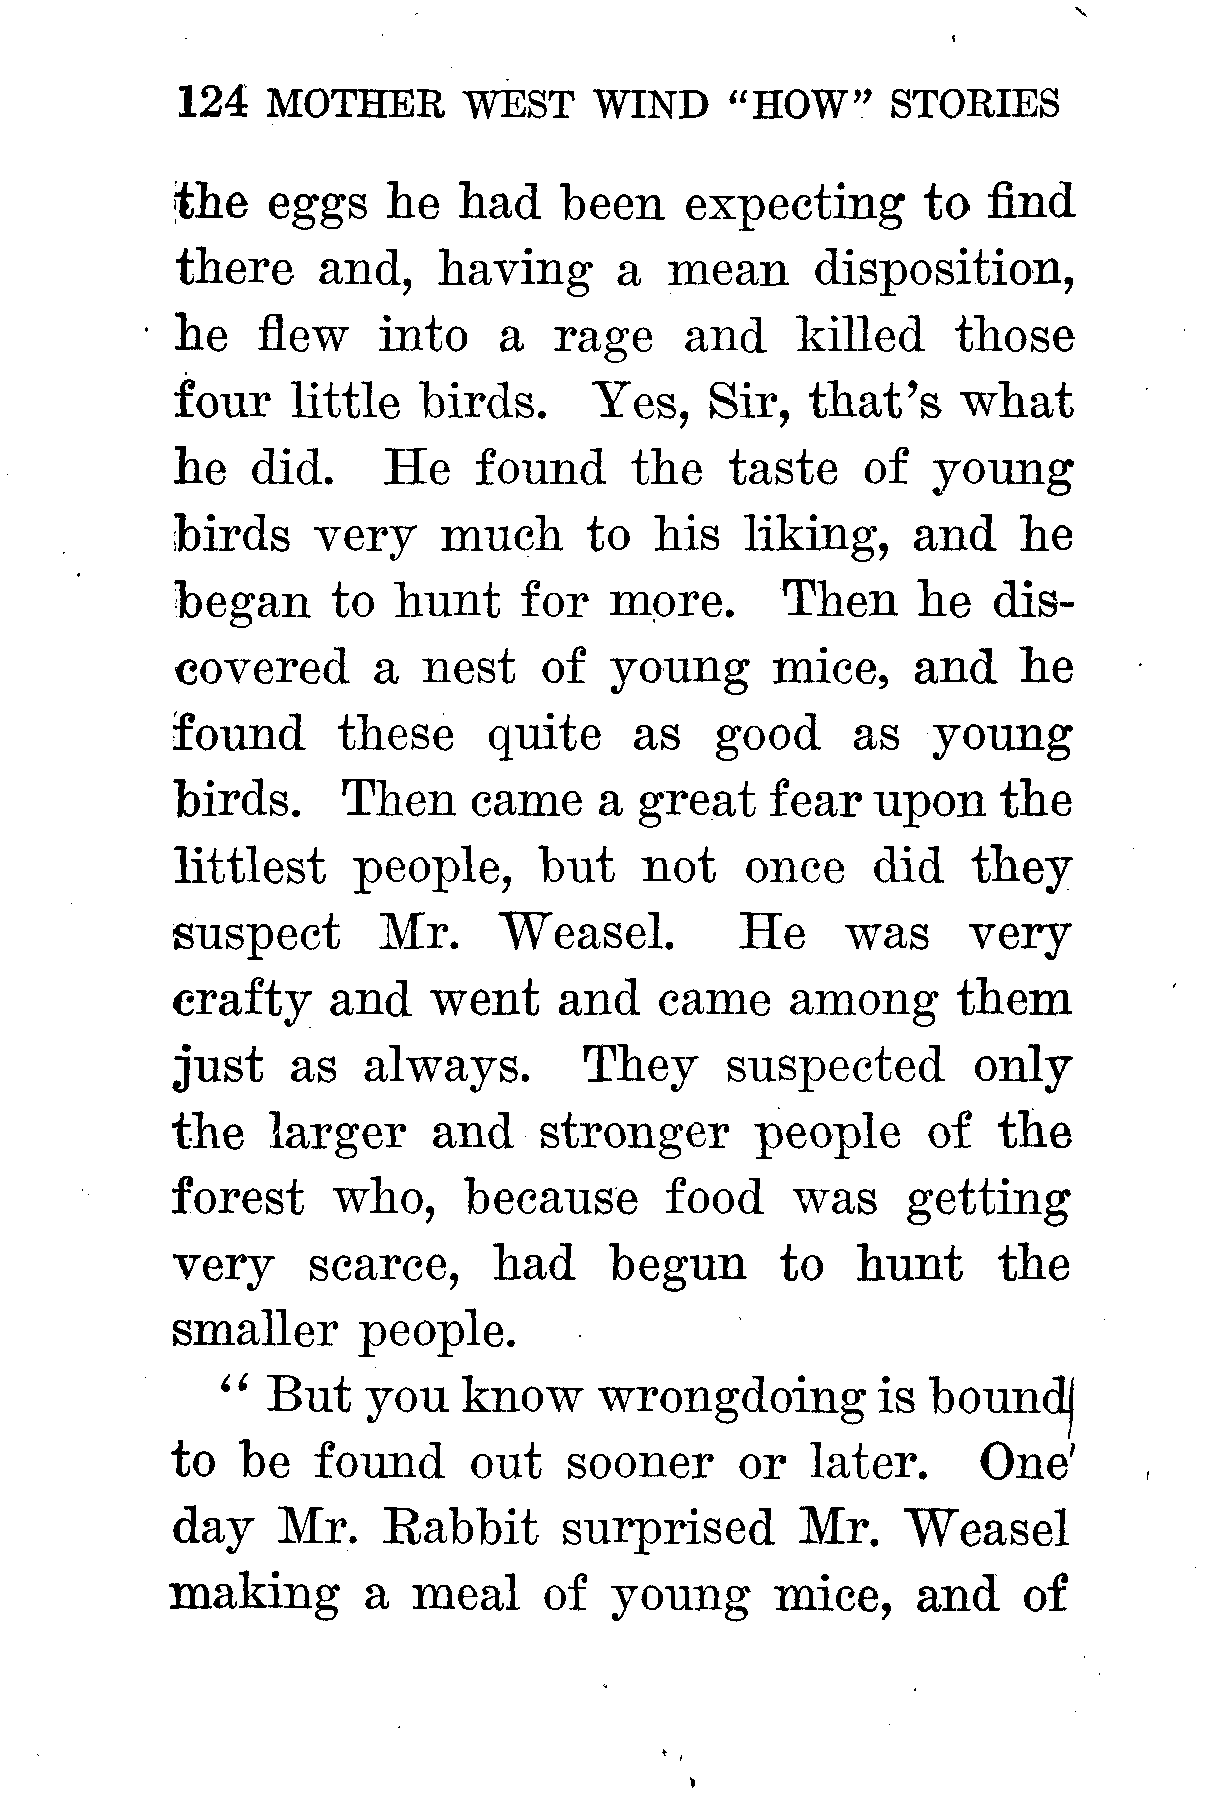 124 MOTHER WEST WIND "HOW" STORIES
the eggs he had been expecting to find
there and, having a mean disposition,
he flew into a rage and killed those
four little birds. Yes, Sir, that's what
he did. He found the taste of young
birds very much to his liking, and he
began to hunt for more. Then he dis-
covered a nest of young mice, and he
found these quite as good as young
birds. Then came a great fear upon the
littlest people, but not once did they
suspect Mr. Weasel. He was very
crafty and went and came among them
just as always. They suspected only
the larger and stronger people of the
forest who, because food was getting
very scarce, had begun to hunt the
smaller people.
"But you know wrongdoing is bound
to be found out sooner or later. One
day Mr. Rabbit surprised Mr. Weasel
making a meal of young mice, and of